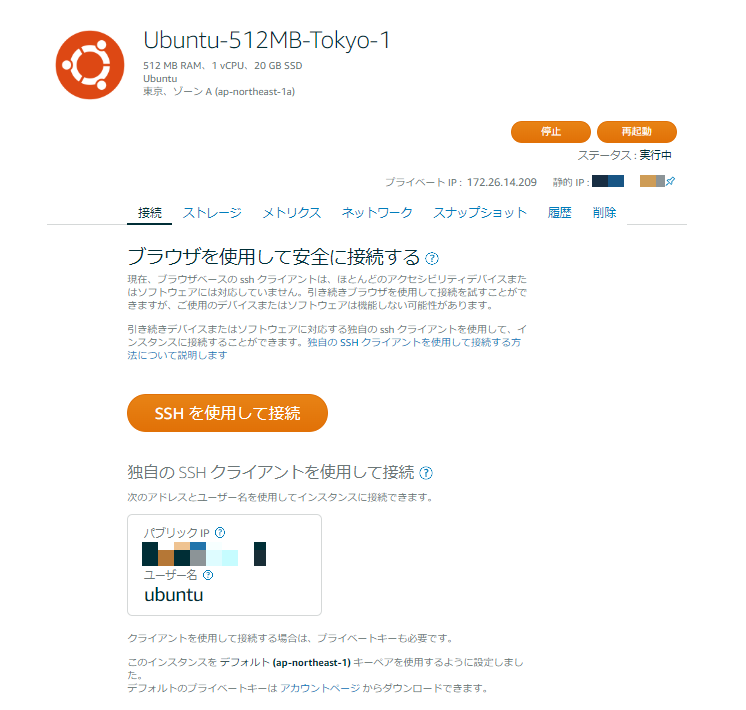 Ubuntu-512MB-Tokyo-1
512 MB RAM、1 vCPU、20 GB SSD
Ubuntu
東京、ゾーン A (ap-northeast-1a)
停止 再起動
ステータス : 実行中
プライベート IP : 172.26.14.209 静的 IP :
接続 ストレージ メトリクス ネットワーク スナップショット 履歴 削除
ブラウザを使用して安全に接続する ?
現在、ブラウザベースの ssh クライアントは、ほとんどのアクセシビリティデバイスまた
はソフトウェアには対応していません。引き続きブラウザを使用して接続を試すことがで
きますが、ご使用のデバイスまたはソフトウェアは機能しない可能性があります。
引き続きデバイスまたはソフトウェアに対応する独自の ssh クライアントを使用して、イ
ンスタンスに接続することができます。独自の SSH クライアントを使用して接続する方
法について説明します
SSH を使用して接続
独自の SSH クライアントを使用して接続 ?
次のアドレスとユーザー名を使用してインスタンスに接続できます。
パブリック IP ?
ユーザー名 ?
ubuntu
クライアントを使用して接続する場合は、プライベートキーも必要です。
このインスタンスを デフォルト (ap-northeast-1) キーペアを使用するように設定しまし
た。
デフォルトのプライベートキーは アカウントページ からダウンロードできます。